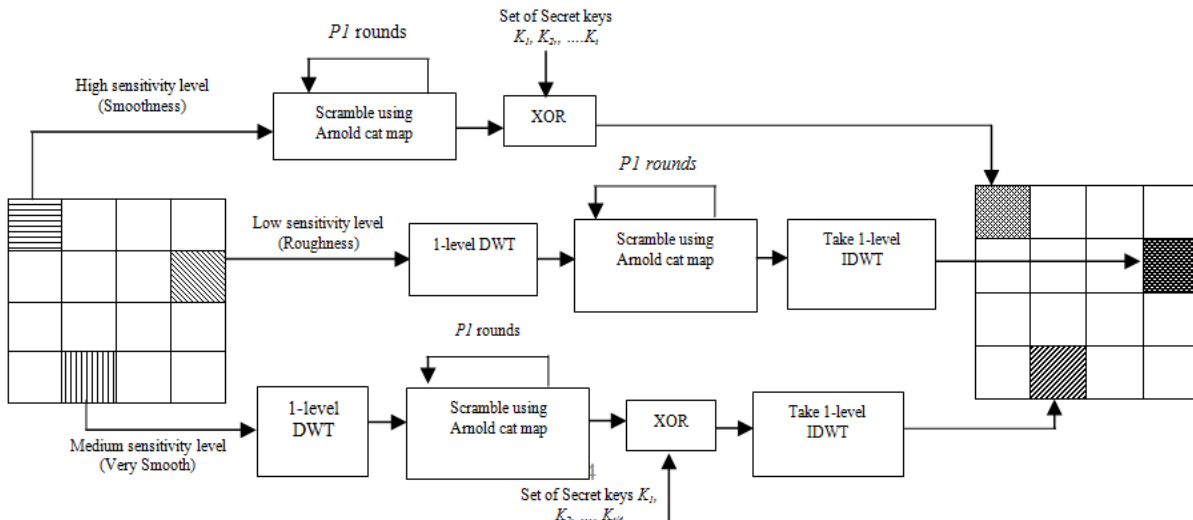 P1 rounds
Set of Secret keys
K1, K2,, ....Kt
High sensitivity level
(Smoothness)
Scramble using
Arnold cat map
XOR
P1 rounds
Low sensitivity level
(Roughness)
1-level DWT
Scramble using
Arnold cat map
Take 1-level
IDWT
P1 rounds
Medium sensitivity level
(Very Smooth)
1-level
DWT
Scramble using
Arnold cat map
XOR
Take 1-level
IDWT
4
Set of Secret keys K1,
K2, ....